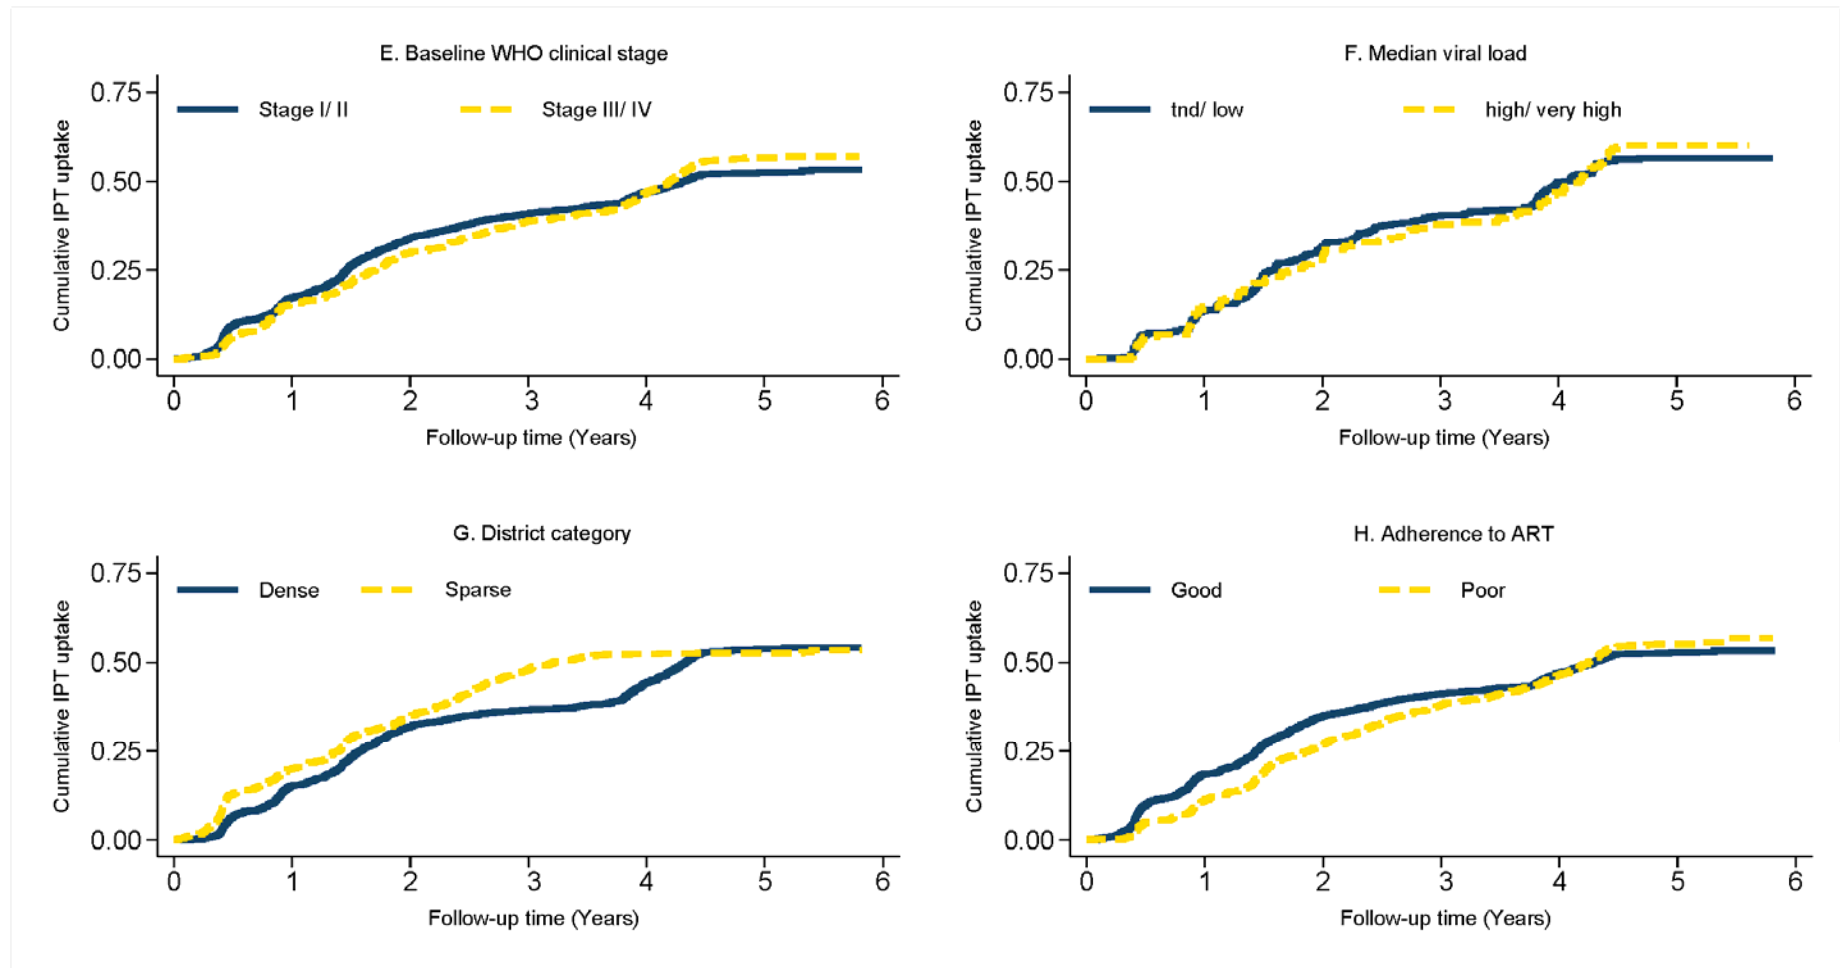 E. Baseline WHO clinical stage
Cumulative IPT uptake
0.75
0.50
0.25
0.00
Stage I/ II
Stage III/ IV
0 1 2 3 4 5 6
Follow-up time (Years)
F. Median viral load
Cumulative IPT uptake
0.75
0.50
0.25
0.00
tnd/ low
high/ very high
0 1 2 3 4 5 6
Follow-up time (Years)
G. District category
Cumulative IPT uptake
0.75
0.50
0.25
0.00
Dense
Sparse
0 1 2 3 4 5 6
Follow-up time (Years)
H. Adherence to ART
Cumulative IPT uptake
0.75
0.50
0.25
0.00
Good
Poor
0 1 2 3 4 5 6
Follow-up time (Years)